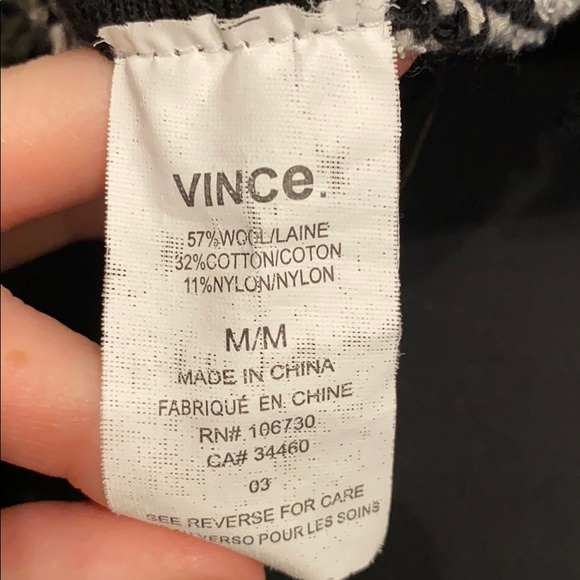 VINCe.
57%WOOL/LAINE
32%COTTON/COTON
11%NYLON/NYLON
M/M
MADE IN CHINA
FABRIQUÉ EN CHINE
RN# 106730
CA# 34460
03
SEE REVERSE FOR CARE
VERSO POUR LES SOINS